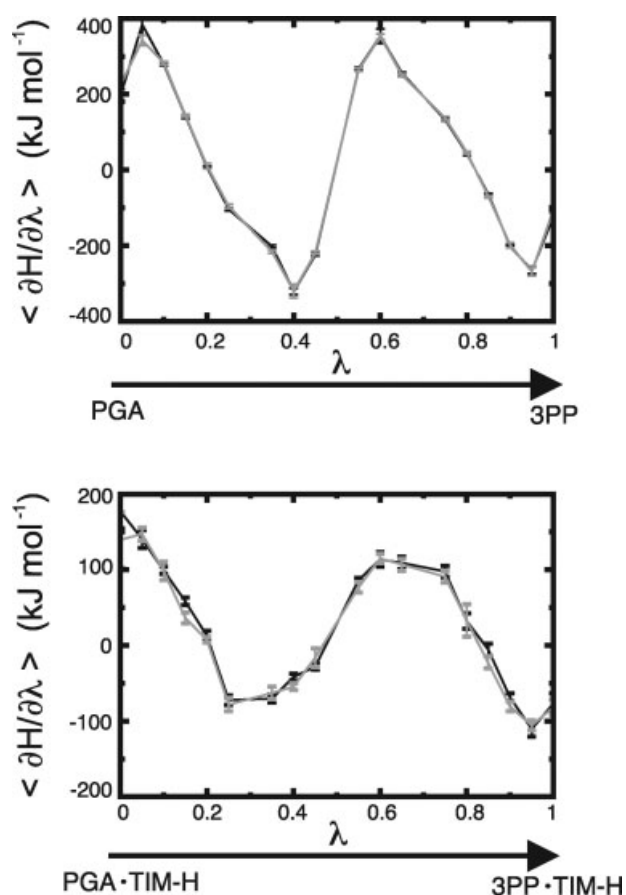 400
200
0
-200
-400
< ∂H/∂λ > (kJ mol⁻¹)
0 0.2 0.4 0.6 0.8 1
λ
PGA 3PP
200
100
0
-100
-200
< ∂H/∂λ > (kJ mol⁻¹)
0 0.2 0.4 0.6 0.8 1
λ
PGA·TIM-H 3PP·TIM-H